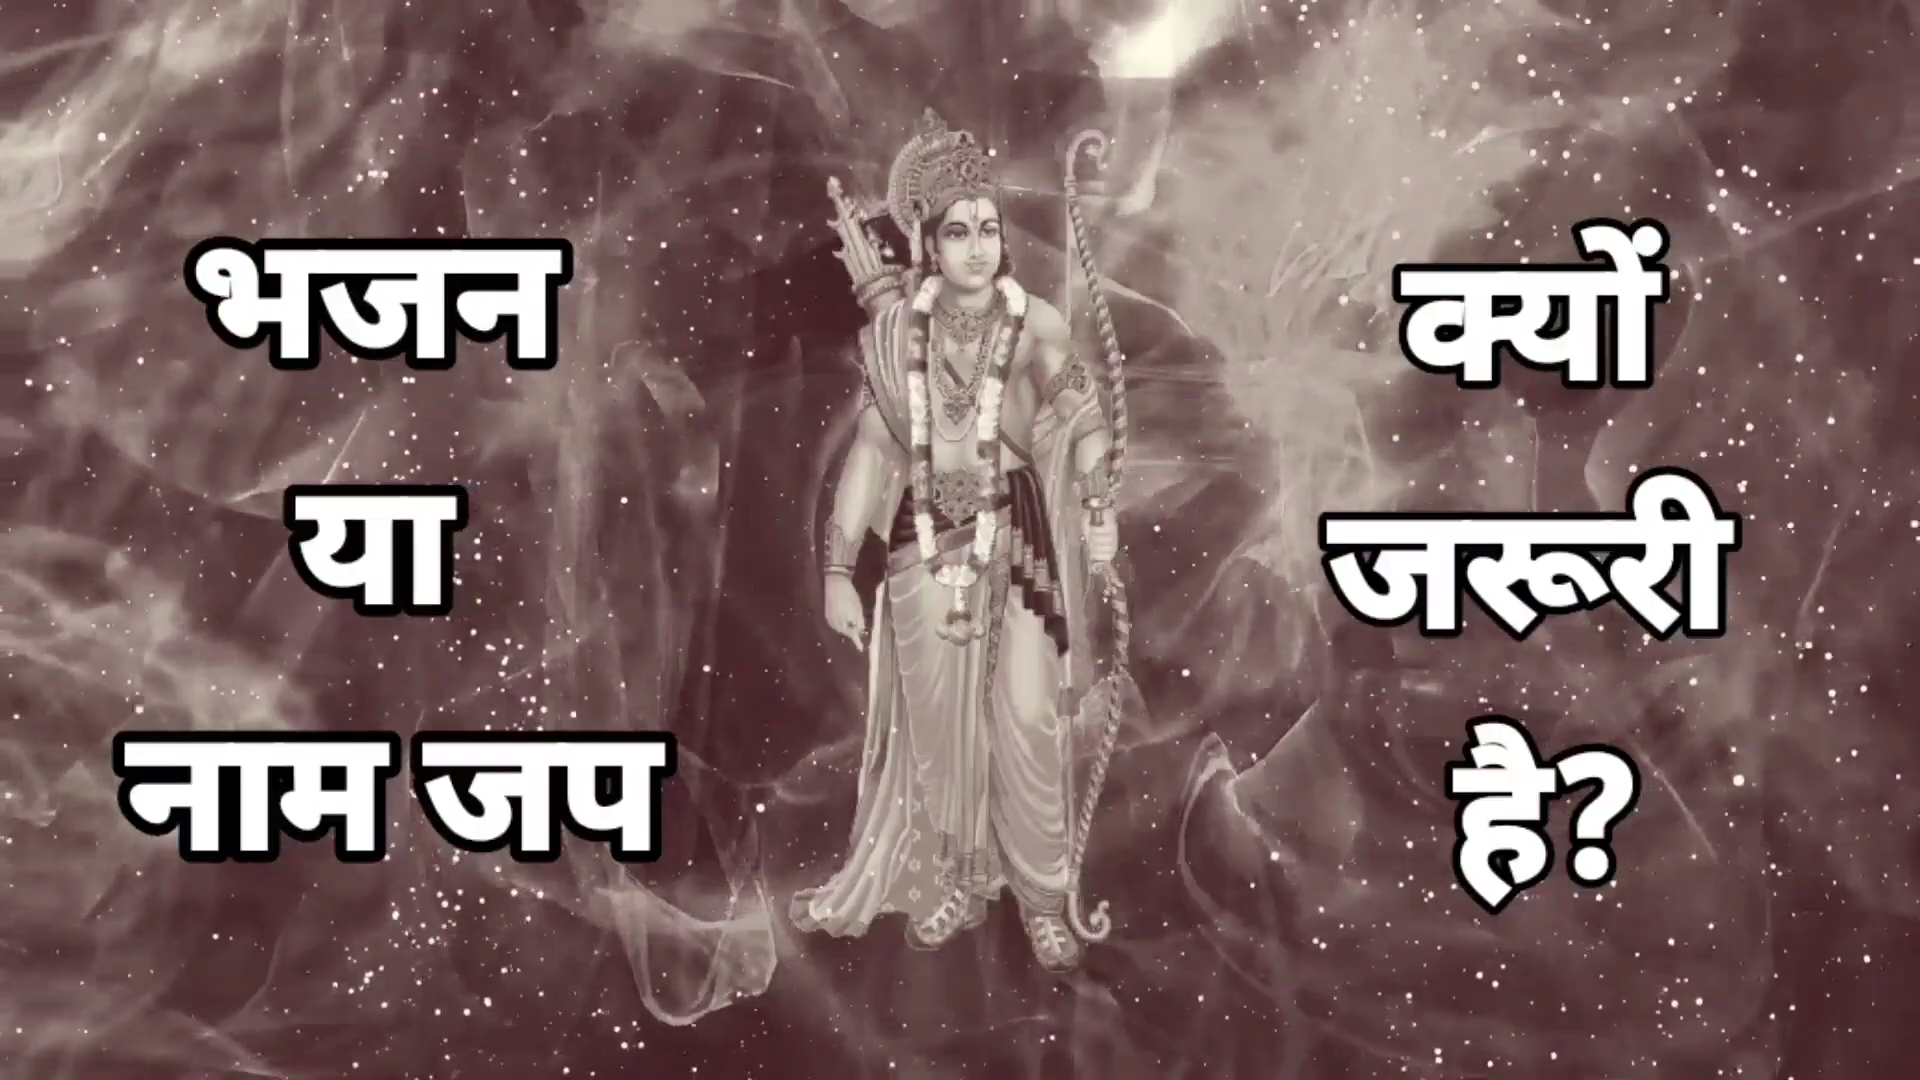 भजन
या
नाम जप
क्यों
जरूरी
है?